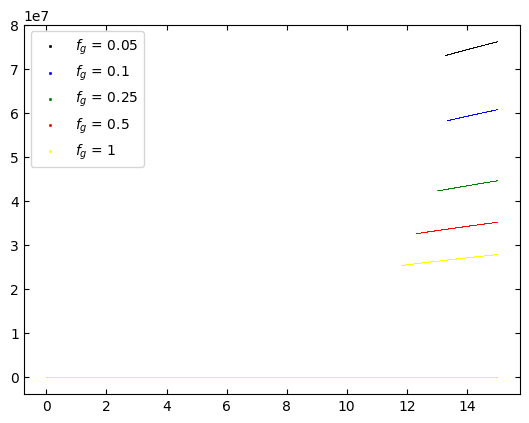 1e7
8
7
6
5
4
3
2
1
0
0 2 4 6 8 10 12 14
f_g = 0.05
f_g = 0.1
f_g = 0.25
f_g = 0.5
f_g = 1